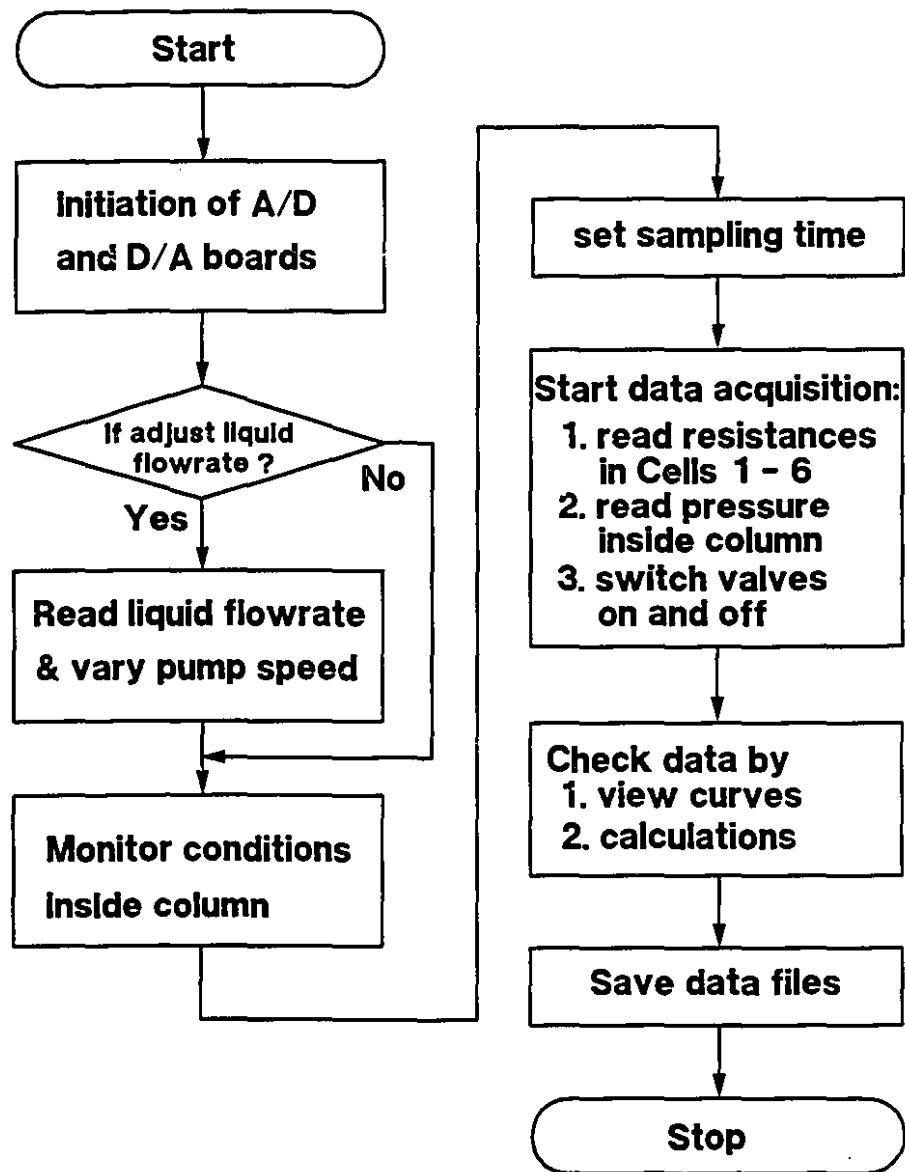 Start
Initiation of A/D
and D/A boards
If adjust liquid
flowrate ?
No
Yes
Read liquid flowrate
& vary pump speed
Monitor conditions
inside column
set sampling time
Start data acquisition:
1. read resistances
in Cells 1 - 6
2. read pressure
inside column
3. switch valves
on and off
Check data by
1. view curves
2. calculations
Save data files
Stop